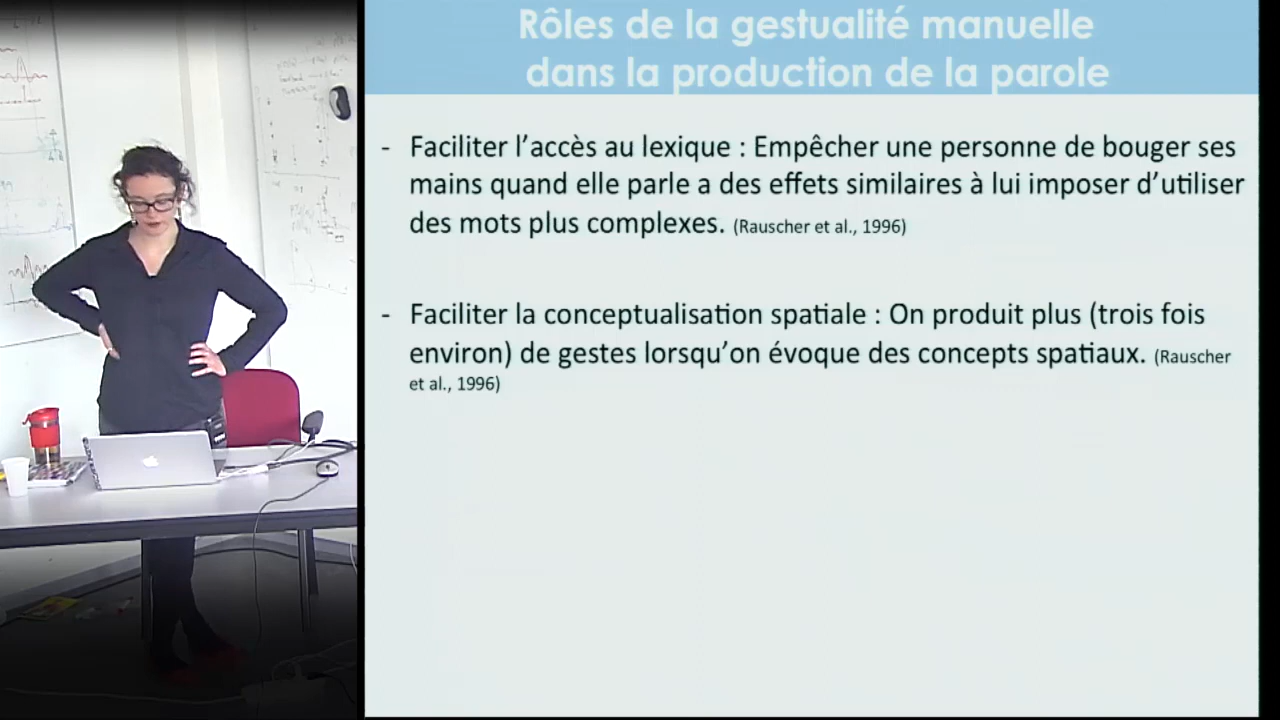 Rôles de la gestualité manuelle
dans la production de la parole
- Faciliter l’accès au lexique : Empêcher une personne de bouger ses
mains quand elle parle a des effets similaires à lui imposer d’utiliser
des mots plus complexes. (Rauscher et al., 1996)
- Faciliter la conceptualisation spatiale : On produit plus (trois fois
environ) de gestes lorsqu’on évoque des concepts spatiaux. (Rauscher
et al., 1996)